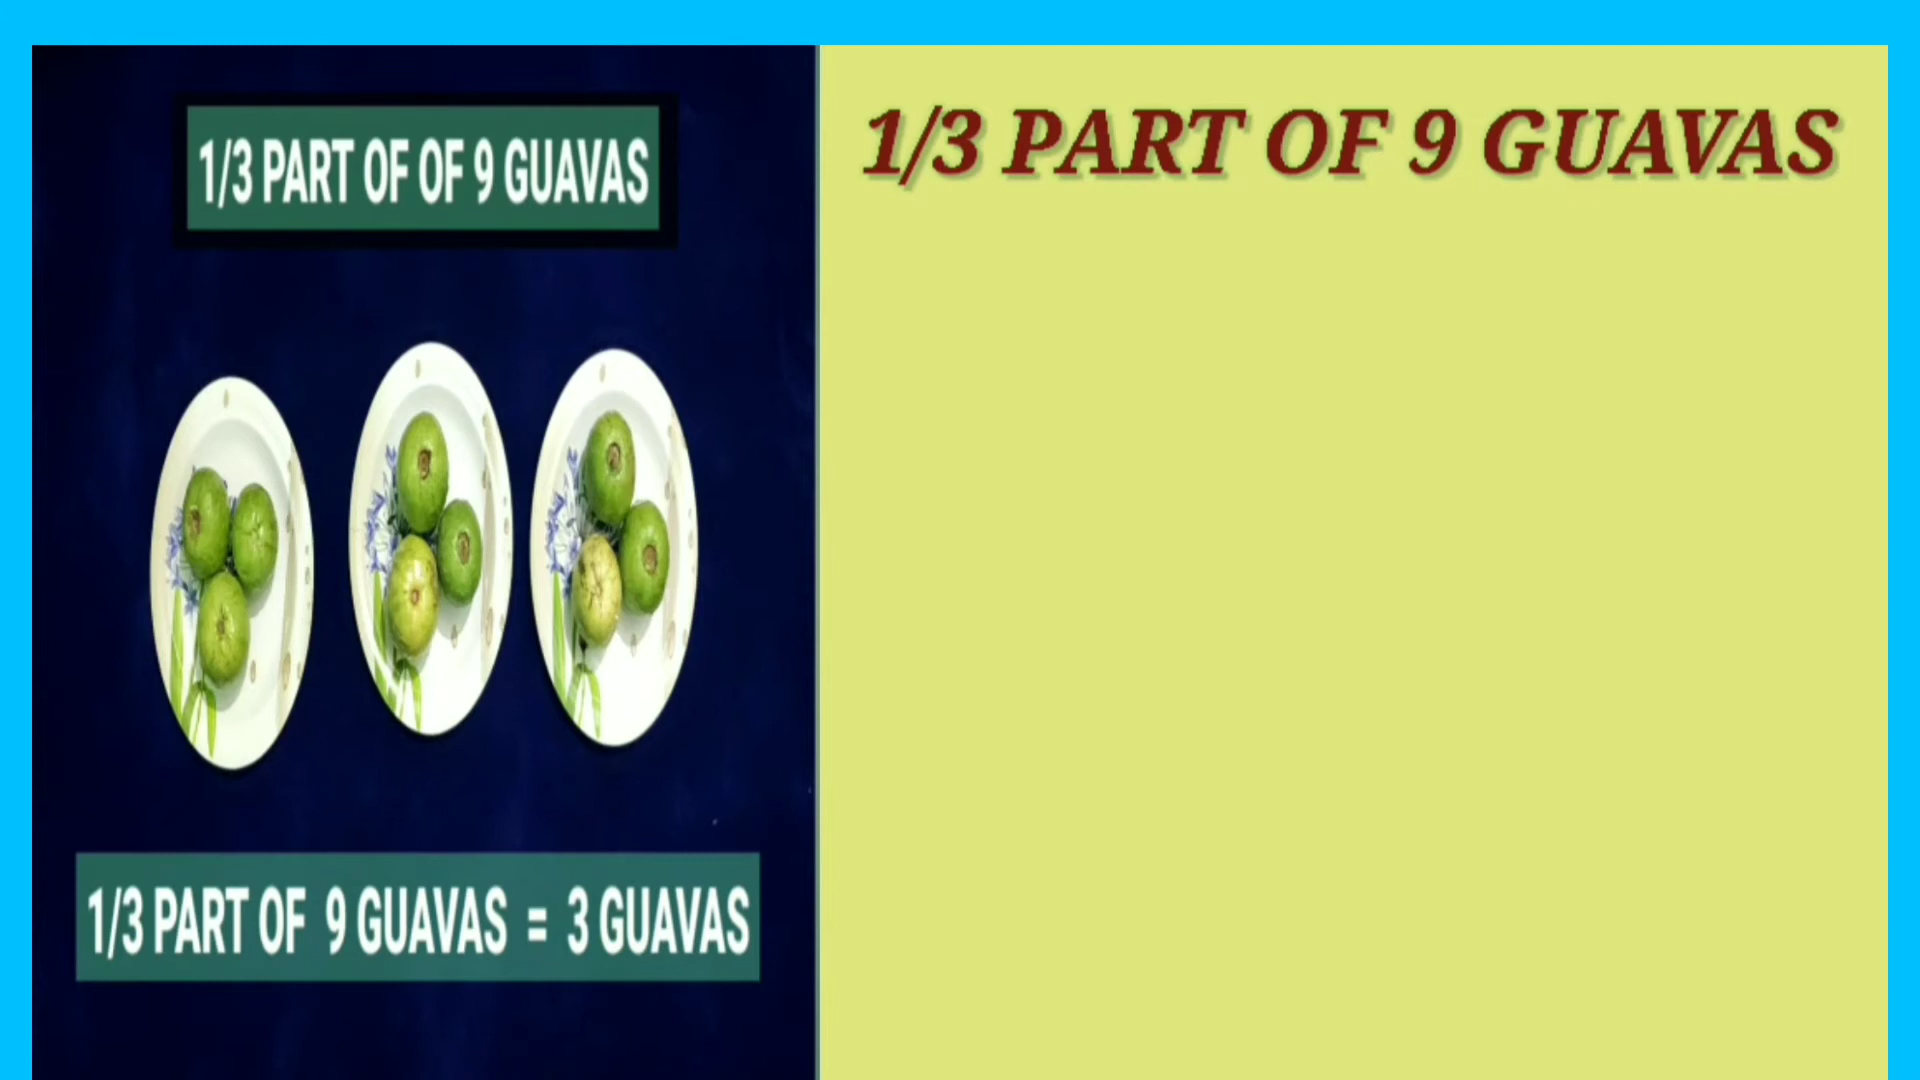 1/3 PART OF OF 9 GUAVAS
1/3 PART OF 9 GUAVAS = 3 GUAVAS
1/3 PART OF 9 GUAVAS